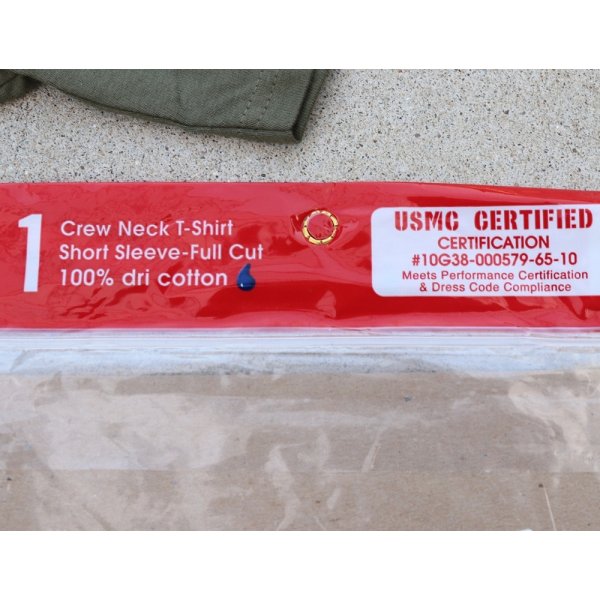 1
Crew Neck T-Shirt
Short Sleeve-Full Cut
100% dri cotton
USMC CERTIFIED
CERTIFICATION
#10G38-000579-65-10
Meets Performance Certification
& Dress Code Compliance